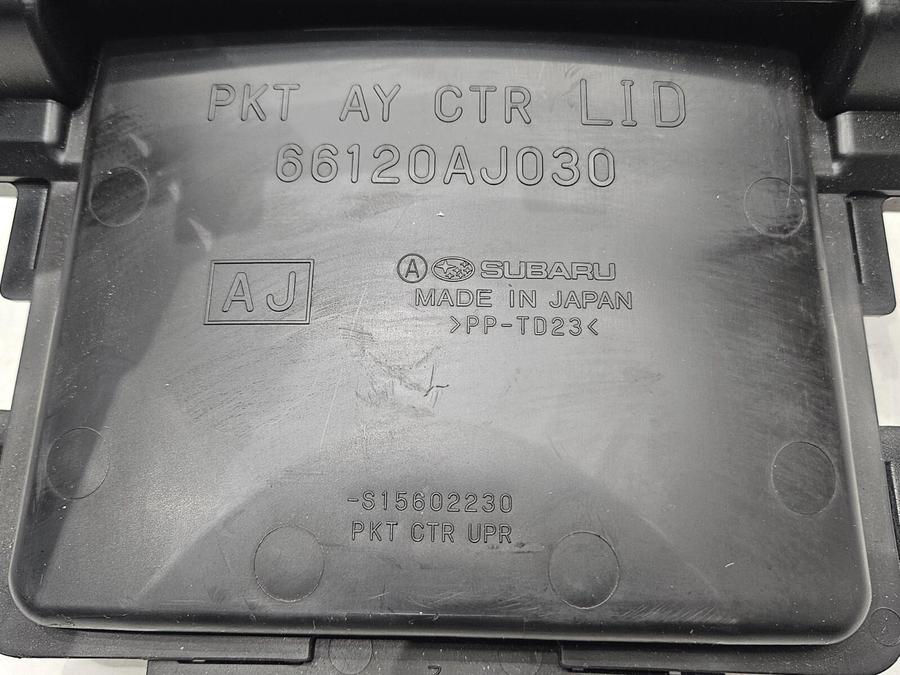 PKT AY CTR LID
66120AJ030
AJ
Ⓐ SUBARU
MADE IN JAPAN
>PP-TD23<
-S15602230
PKT CTR UPR